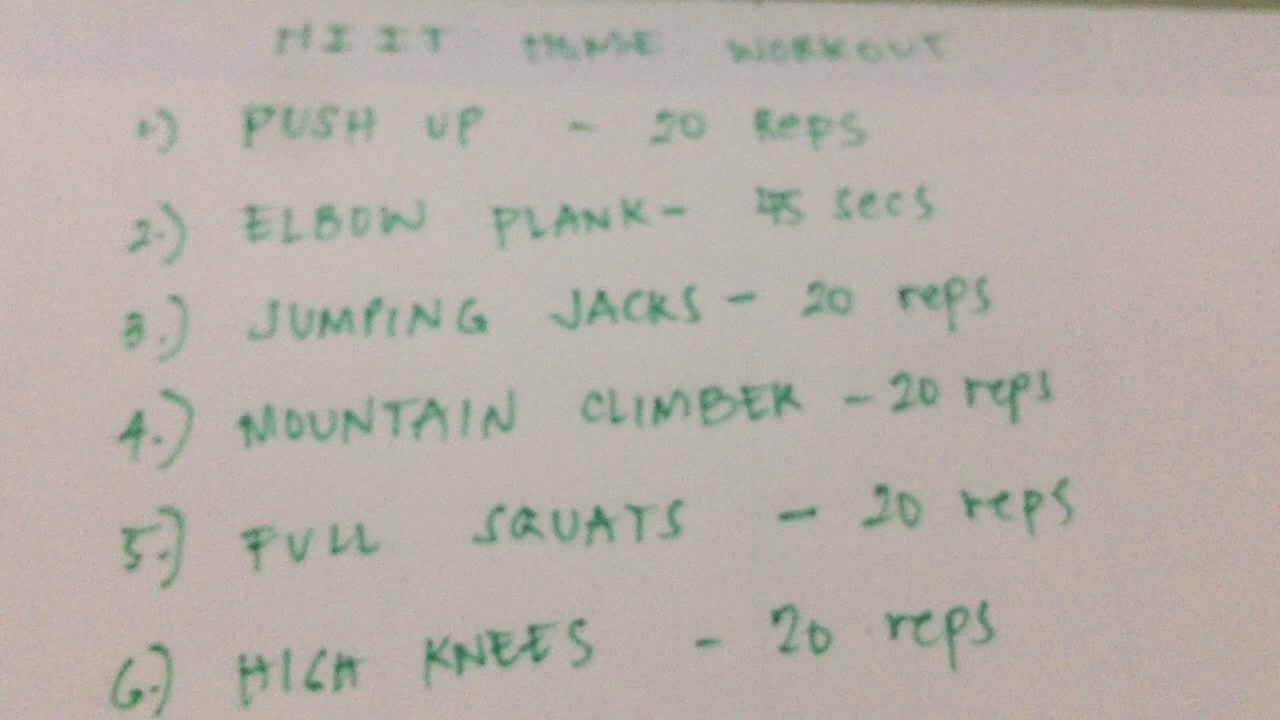 HIIT HOME WORKOUT
1.) PUSH UP - 20 Reps
2.) ELBOW PLANK - 45 secs
3.) JUMPING JACKS - 20 reps
4.) MOUNTAIN CLIMBER - 20 reps
5.) FULL SQUATS - 20 reps
6.) HIGH KNEES - 20 reps